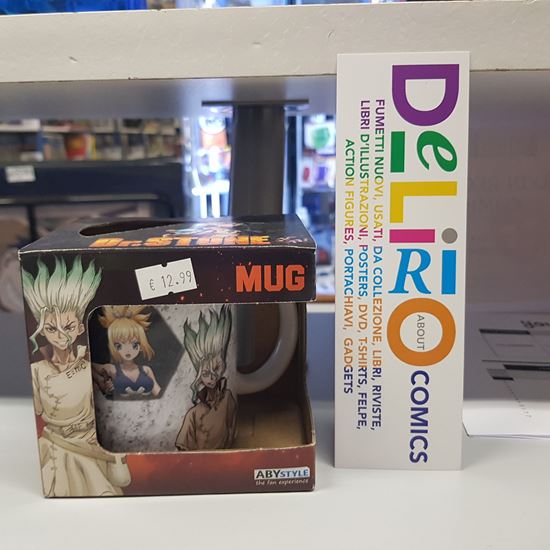 Dr. STONE
€ 12.99
MUG
E=mc²
ABYSTYLE
the fan experience
DeLiRiO
ABOUT
COMICS
FUMETTI NUOVI, USATI, DA COLLEZIONE, LIBRI, RIVISTE,
LIBRI D'ILLUSTRAZIONI, POSTERS, DVD, T-SHIRTS, FELPE,
ACTION FIGURES, PORTACHIAVI, GADGETS